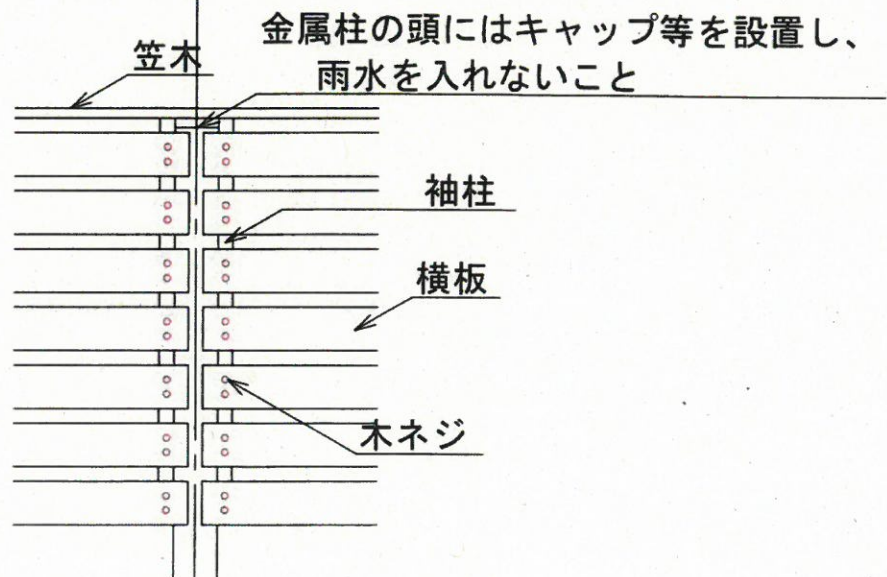 金属柱の頭にはキャップ等を設置し、
雨水を入れないこと
笠木
袖柱
横板
木ネジ